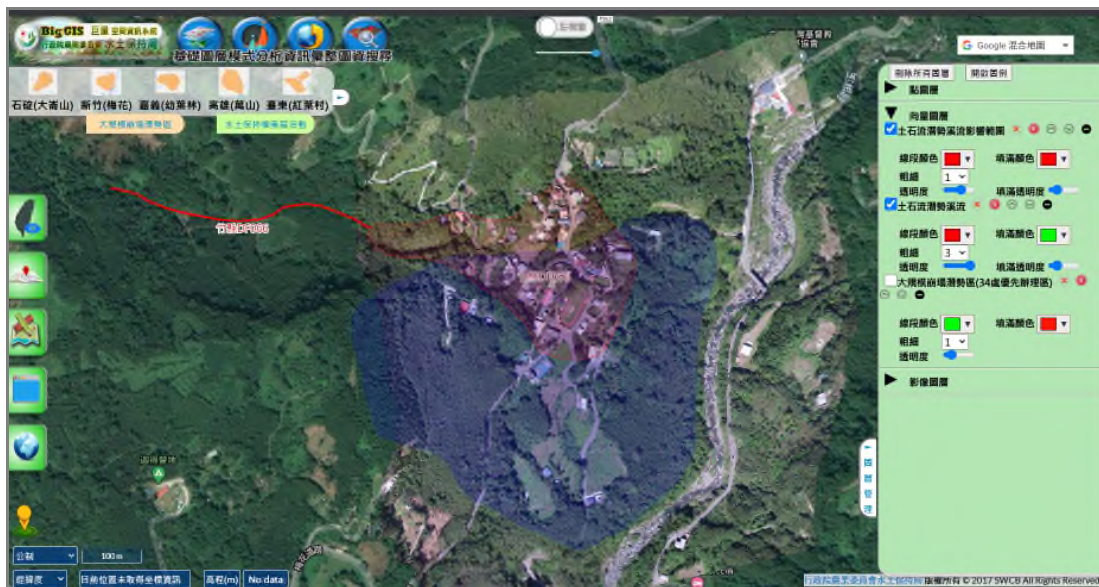 BigGIS 巨量空間資訊系統
行政院農業委員會 水土保持局
基礎圖層 模式分析 資訊彙整 圖資搜尋
石碇(大崙山) 新竹(梅花) 嘉義(幼葉林) 高雄(萬山) 臺東(紅葉村)
大規模崩塌潛勢區
Google 混合地圖
刪除所有圖層 開啟圖例
點圖層
向量圖層
土石流潛勢溪流影響範圍
線段顏色 填滿顏色
粗細 1
透明度 填滿透明度
土石流潛勢溪流
線段顏色 填滿顏色
粗細 3
透明度 填滿透明度
大規模崩塌潛勢區(34處優先辦理區)
線段顏色 填滿顏色
粗細 1
透明度
影像圖層
竹縣DF066
圖層管理
公制 100 m
經緯度 目前位置未取得坐標資訊 高程(m) No data
行政院農業委員會水土保持局 版權所有 © 2017 SWCB All Rights Reserved